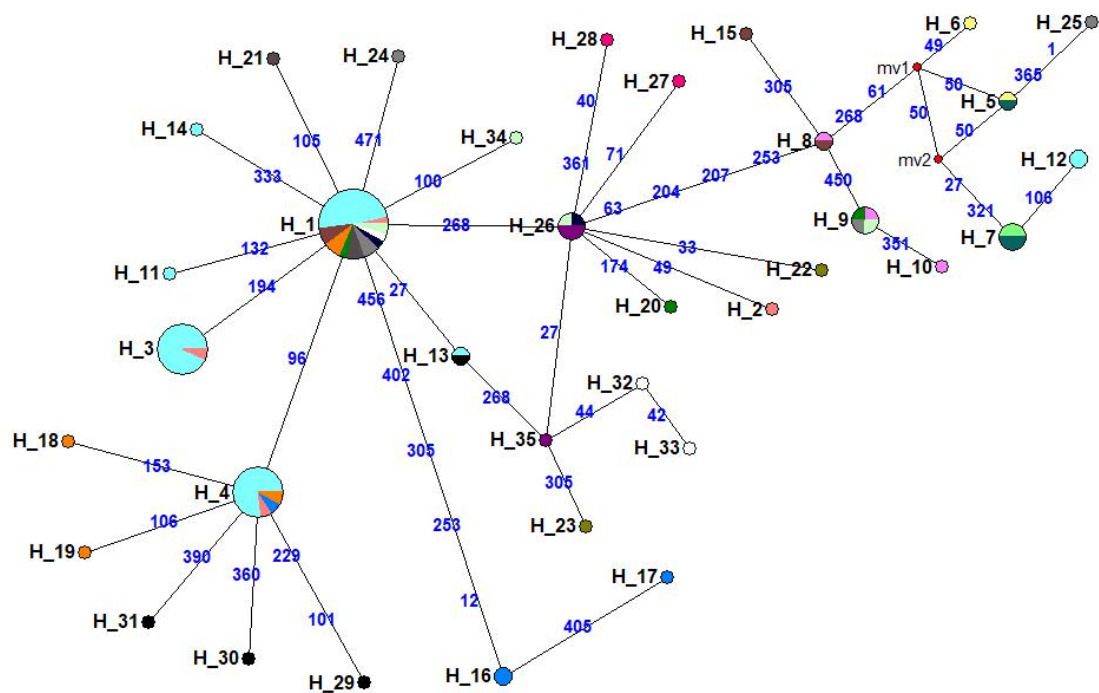 H_6
H_25
49
1
H_28
H_15
H_21
H_24
mv1
365
50
H_5
H_27
305
61
40
268
50
50
H_14
105
471
H_34
H_8
mv2
H_12
333
100
361
71
253
207
204
450
27
106
321
63
H_1
268
H_26
H_9
H_7
132
33
351
H_11
174
49
H_22
H_10
194
456
27
H_20
H_2
H_3
27
96
H_13
402
H_32
268
44
42
H_18
H_35
H_33
153
305
305
H_4
106
253
H_23
H_19
390
229
360
H_17
12
H_31
101
405
H_30
H_29
H_16